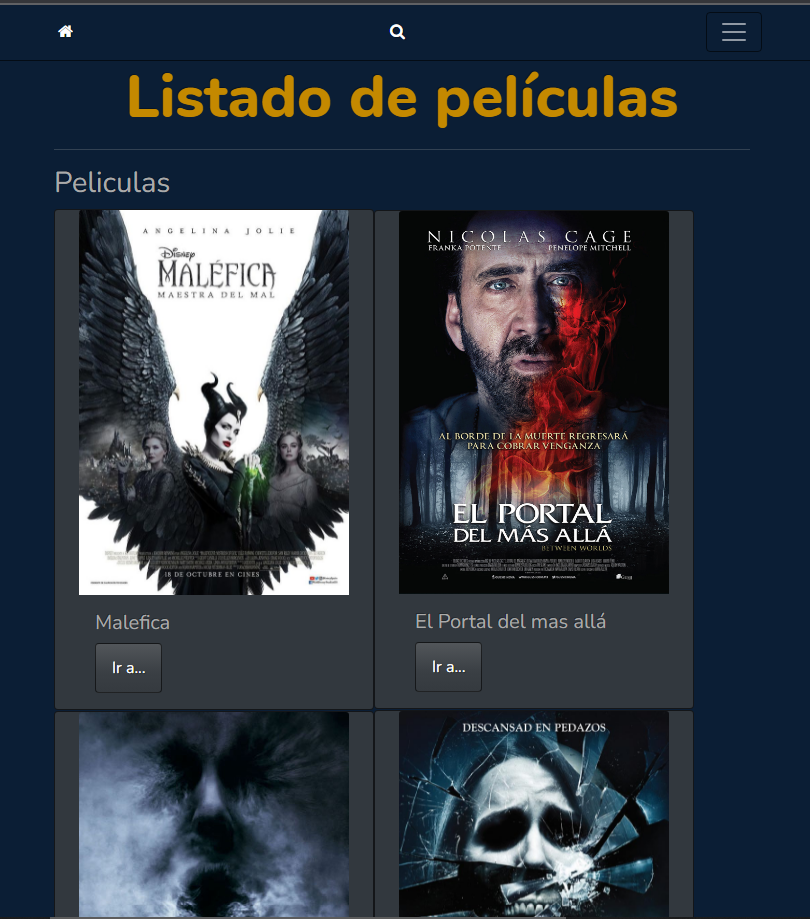 Listado de películas
Peliculas
ANGELINA JOLIE
Disney
MALÉFICA
MAESTRA DEL MAL
18 DE OCTUBRE EN CINES
Malefica
Ir a...
NICOLAS CAGE
FRANKA POTENTE PENELOPE MITCHELL
AL BORDE DE LA MUERTE REGRESARÁ
PARA COBRAR VENGANZA
EL PORTAL
DEL MÁS ALLÁ
BETWEEN WORLDS
El Portal del mas allá
Ir a...
DESCANSAD EN PEDAZOS